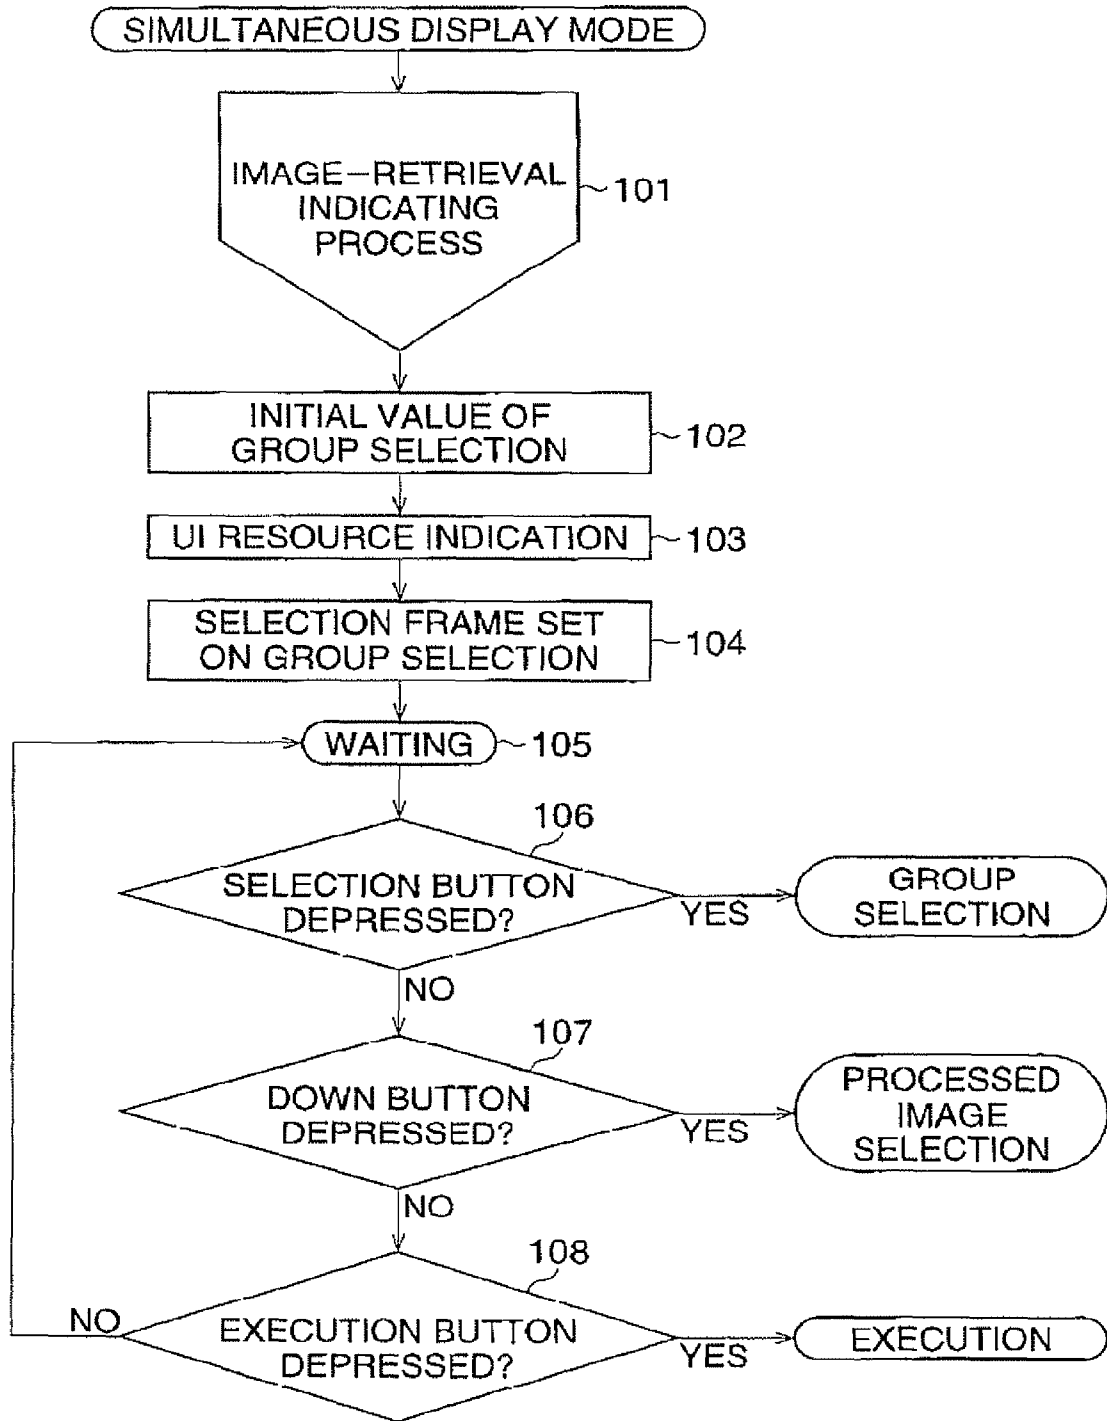 SIMULTANEOUS DISPLAY MODE
IMAGE-RETRIEVAL
INDICATING
PROCESS
101
INITIAL VALUE OF
GROUP SELECTION
102
UI RESOURCE INDICATION
103
SELECTION FRAME SET
ON GROUP SELECTION
104
WAITING
105
106
SELECTION BUTTON
DEPRESSED?
YES
GROUP
SELECTION
NO
107
DOWN BUTTON
DEPRESSED?
YES
PROCESSED
IMAGE
SELECTION
NO
108
NO
EXECUTION BUTTON
DEPRESSED?
YES
EXECUTION